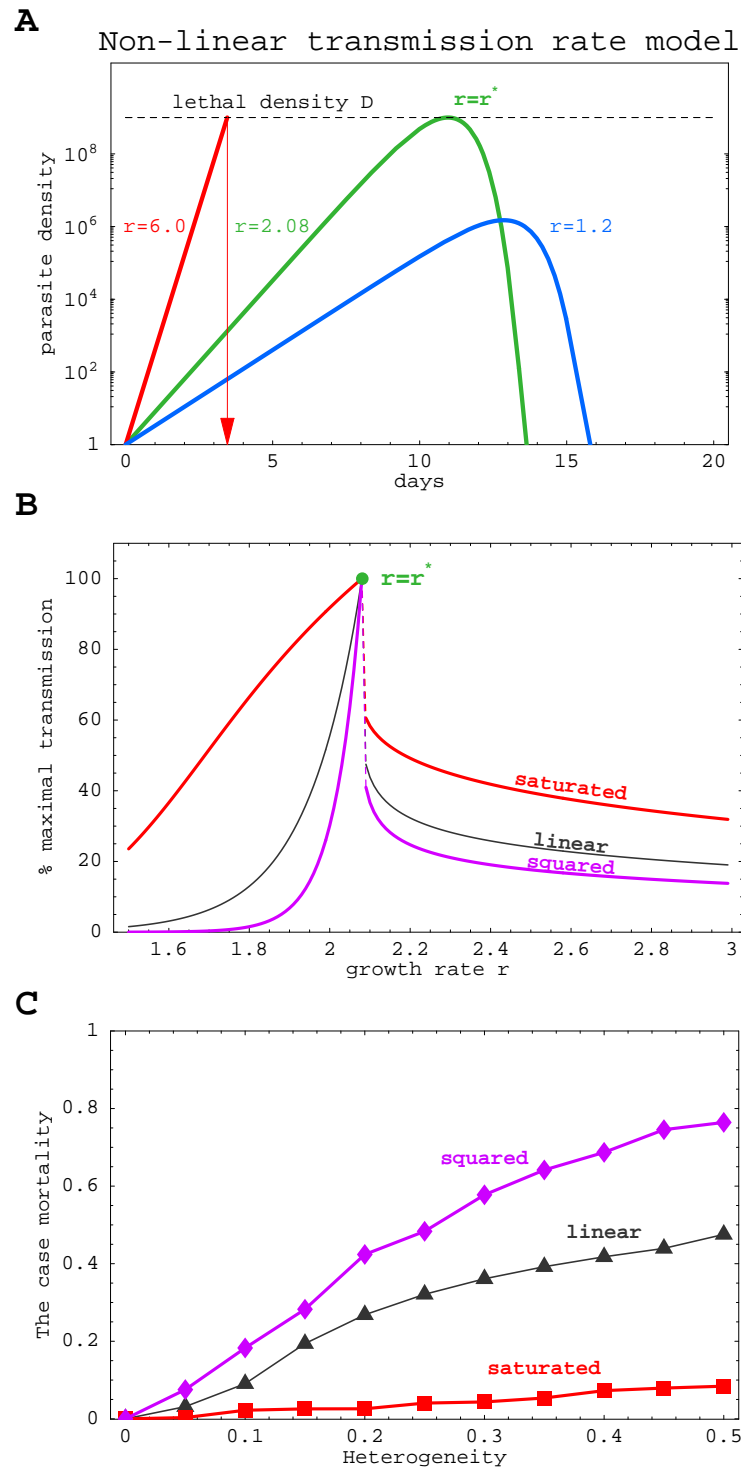 A
Non-linear transmission rate model
lethal density D
r=r*
10^8
10^6
10^4
10^2
1
parasite density
r=6.0
r=2.08
r=1.2
0 5 10 15 20
days
B
100
80
60
40
20
0
% maximal transmission
r=r*
saturated
linear
squared
1.6 1.8 2 2.2 2.4 2.6 2.8 3
growth rate r
C
1
0.8
0.6
0.4
0.2
0
The case mortality
squared
linear
saturated
0 0.1 0.2 0.3 0.4 0.5
Heterogeneity